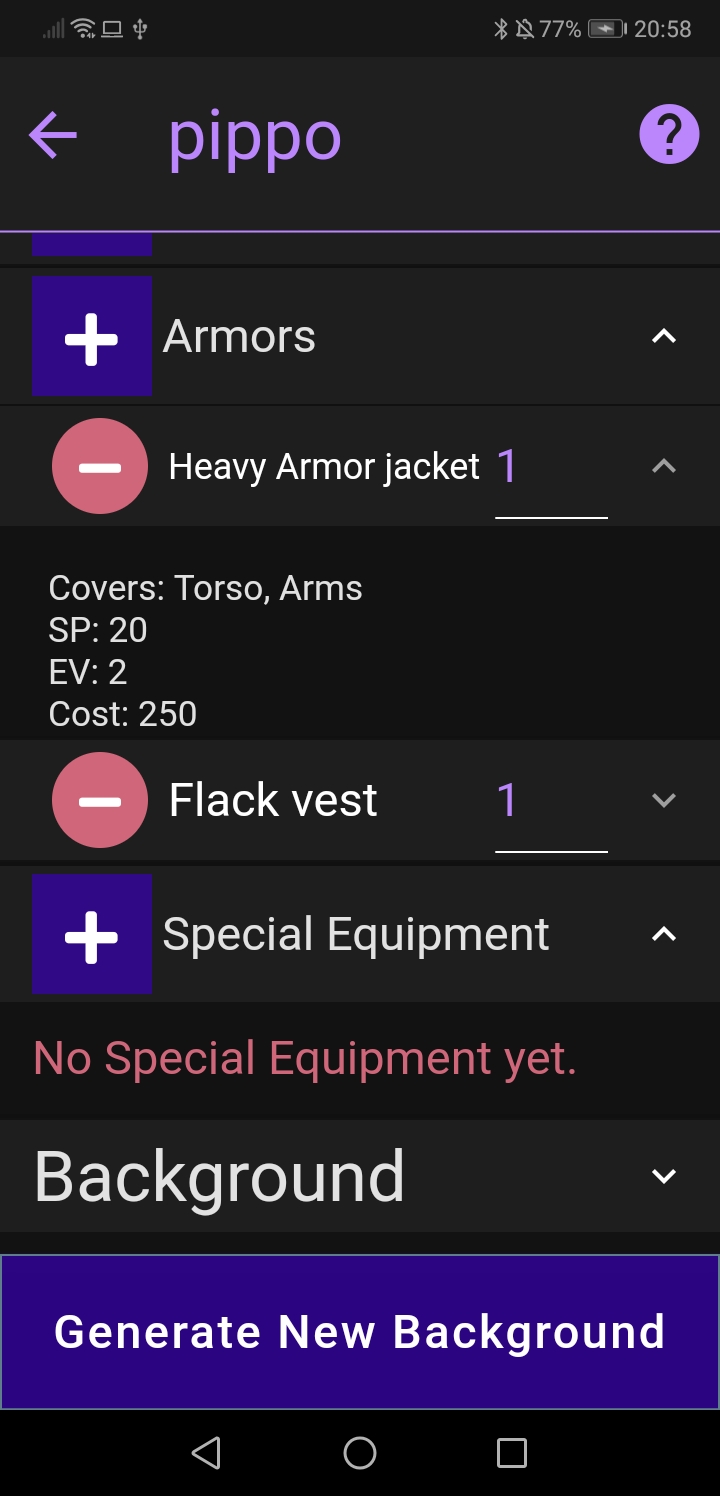 77% 20:58
pippo
Armors
Heavy Armor jacket 1
Covers: Torso, Arms
SP: 20
EV: 2
Cost: 250
Flack vest 1
Special Equipment
No Special Equipment yet.
Background
Generate New Background